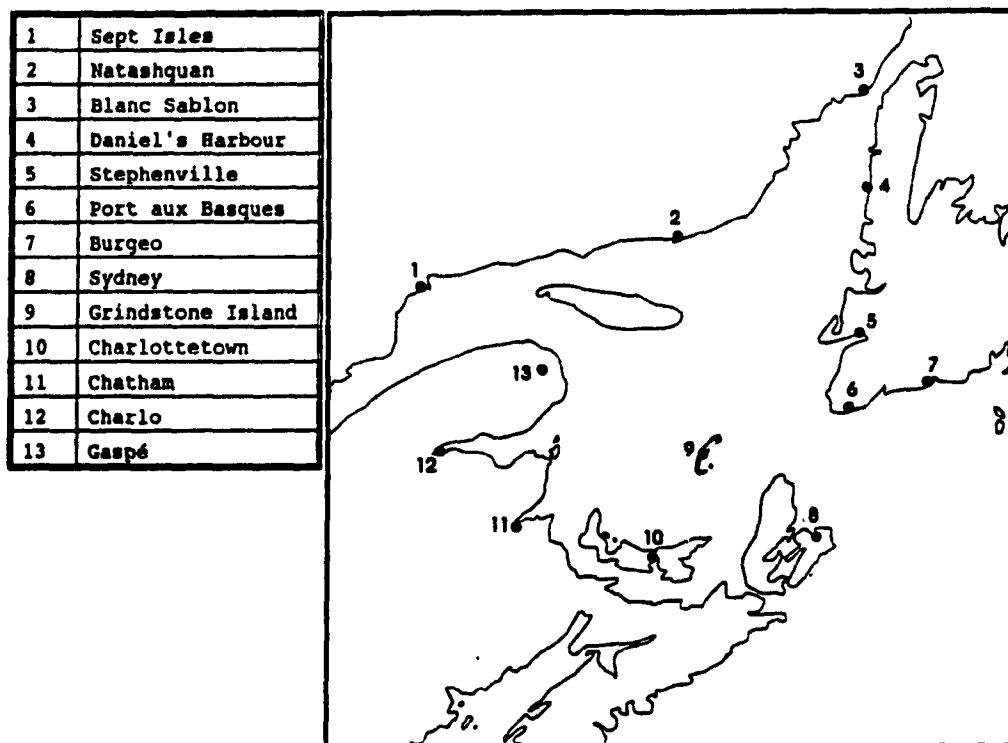 1 Sept Isles
2 Natashquan
3 Blanc Sablon
4 Daniel's Harbour
5 Stephenville
6 Port aux Basques
7 Burgeo
8 Sydney
9 Grindstone Island
10 Charlottetown
11 Chatham
12 Charlo
13 Gaspé
3
4
2
1
5
13
7
6
9
12
8
11
10